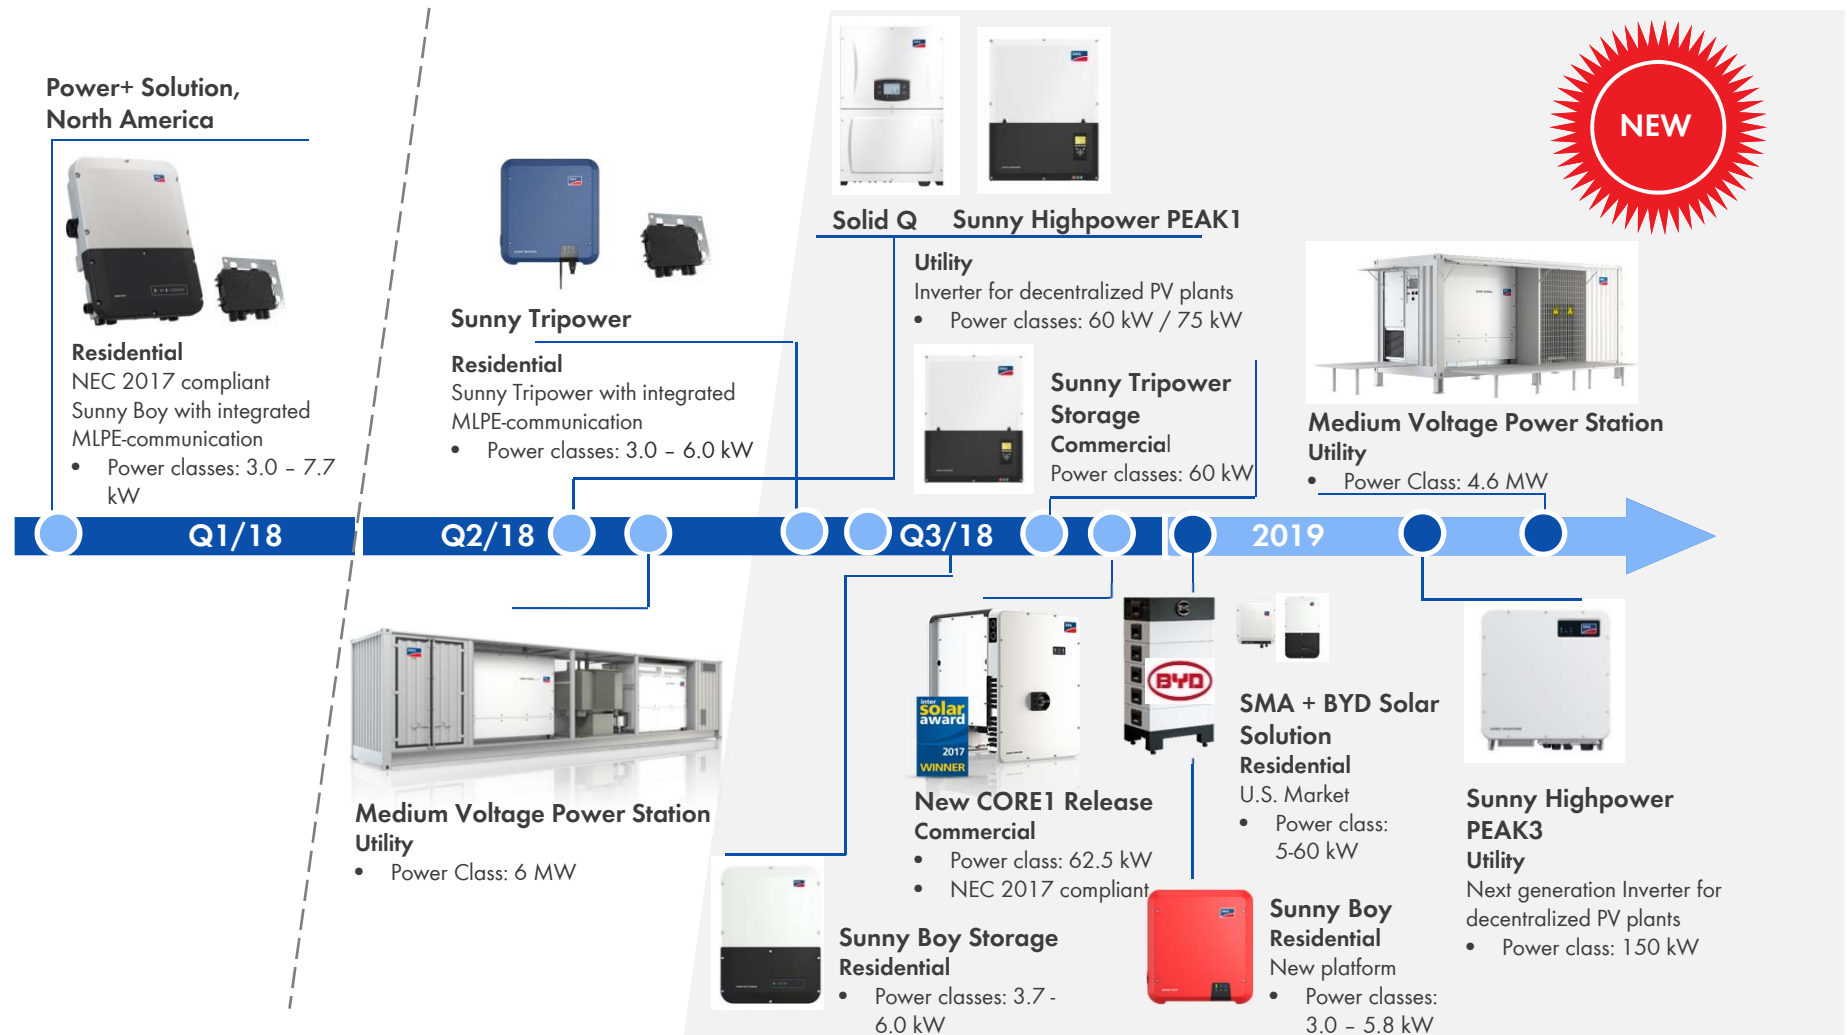 Power+ Solution,
North America
Residential
NEC 2017 compliant
Sunny Boy with integrated
MLPE-communication
• Power classes: 3.0 – 7.7
kW
Sunny Tripower
Residential
Sunny Tripower with integrated
MLPE-communication
• Power classes: 3.0 – 6.0 kW
Solid Q Sunny Highpower PEAK1
Utility
Inverter for decentralized PV plants
• Power classes: 60 kW / 75 kW
Sunny Tripower
Storage
Commercial
Power classes: 60 kW
NEW
Medium Voltage Power Station
Utility
• Power Class: 4.6 MW
Q1/18
Q2/18
Q3/18
2019
Medium Voltage Power Station
Utility
• Power Class: 6 MW
Sunny Boy Storage
Residential
• Power classes: 3.7 -
6.0 kW
inter
solar
award
2017
WINNER
New CORE1 Release
Commercial
• Power class: 62.5 kW
• NEC 2017 compliant
BYD
BYD
SMA + BYD Solar
Solution
Residential
U.S. Market
• Power class:
5-60 kW
Sunny Boy
Residential
New platform
• Power classes:
3.0 – 5.8 kW
Sunny Highpower
PEAK3
Utility
Next generation Inverter for
decentralized PV plants
• Power class: 150 kW